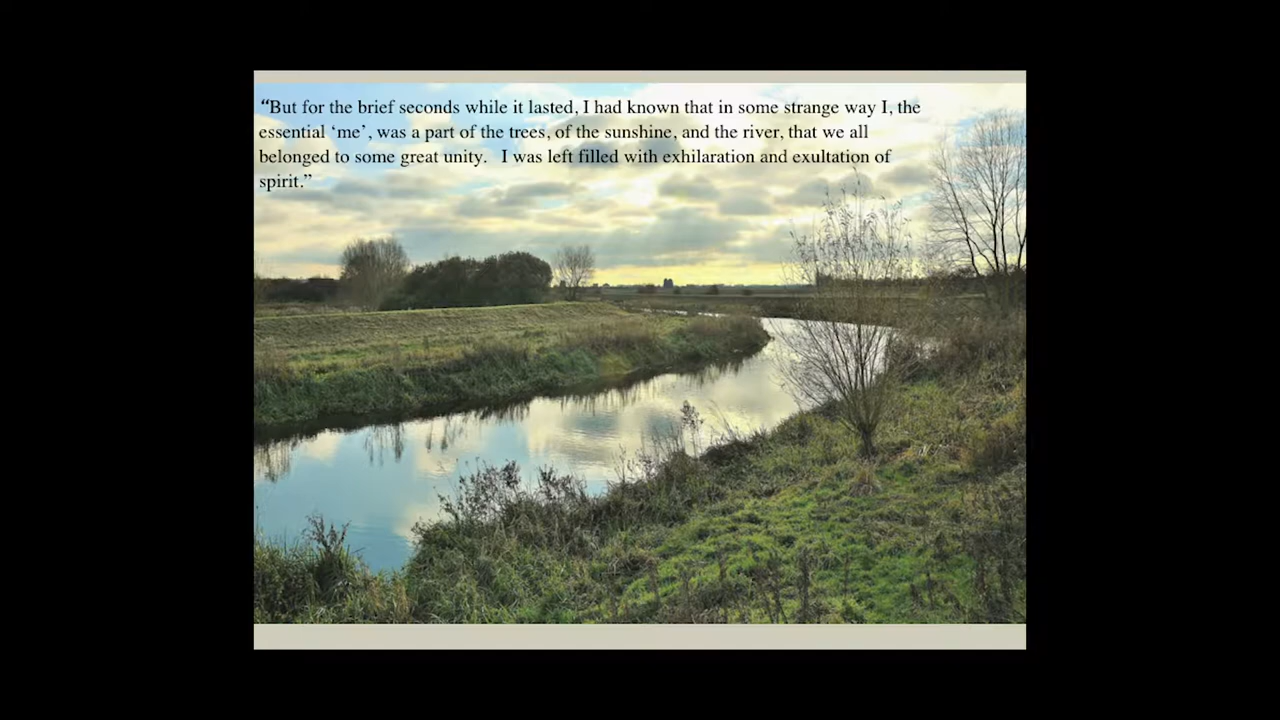 “But for the brief seconds while it lasted, I had known that in some strange way I, the
essential ‘me’, was a part of the trees, of the sunshine, and the river, that we all
belonged to some great unity.   I was left filled with exhilaration and exultation of
spirit.”